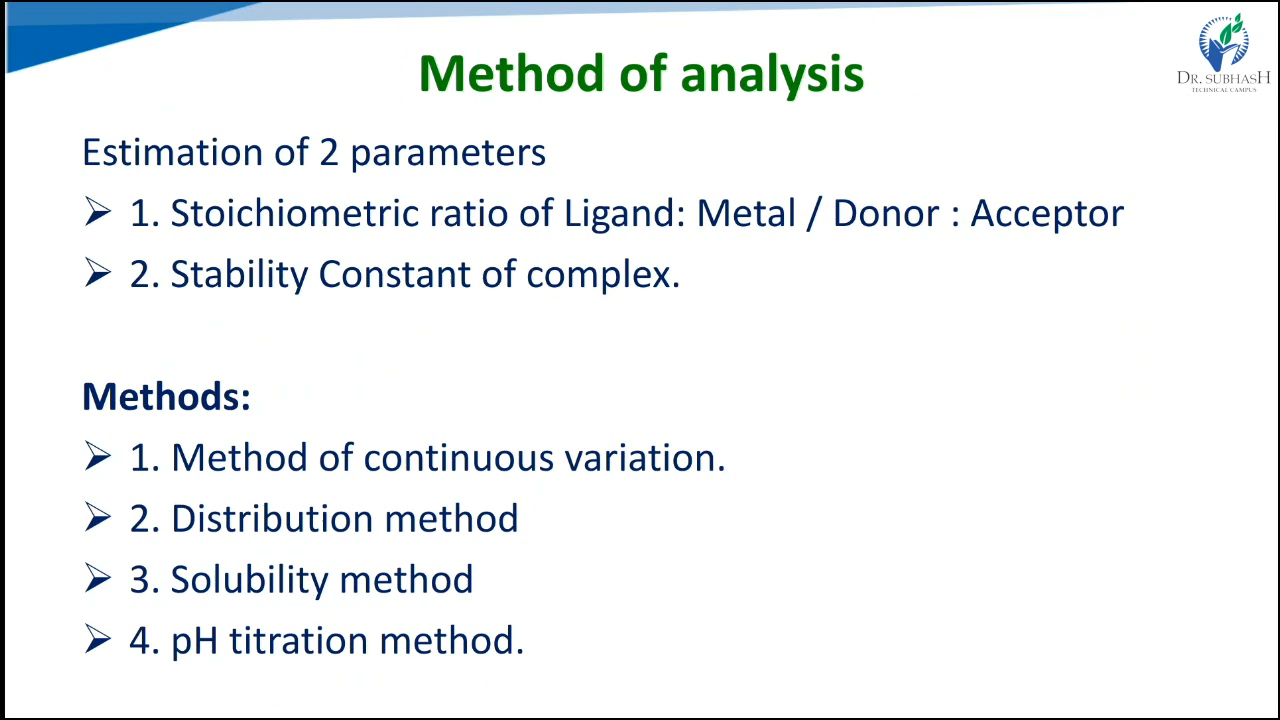 DR. SUBHASH
TECHNICAL CAMPUS
Method of analysis
Estimation of 2 parameters
➢ 1. Stoichiometric ratio of Ligand: Metal / Donor : Acceptor
➢ 2. Stability Constant of complex.
Methods:
➢ 1. Method of continuous variation.
➢ 2. Distribution method
➢ 3. Solubility method
➢ 4. pH titration method.